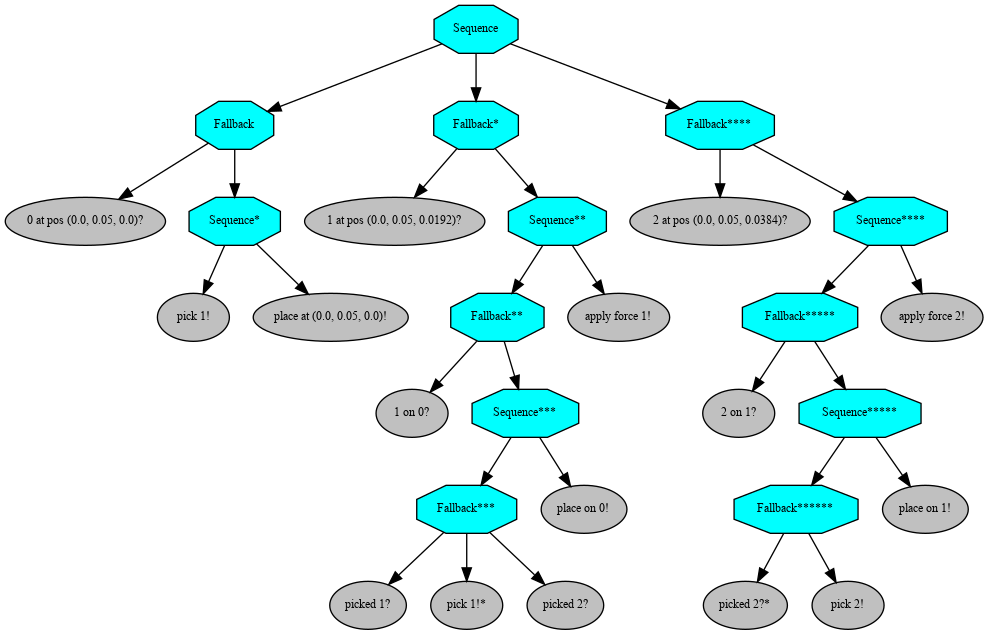 Sequence
Fallback
Fallback*
Fallback****
0 at pos (0.0, 0.05, 0.0)?
Sequence*
1 at pos (0.0, 0.05, 0.0192)?
Sequence**
2 at pos (0.0, 0.05, 0.0384)?
Sequence****
pick 1!
place at (0.0, 0.05, 0.0)!
Fallback**
apply force 1!
Fallback*****
apply force 2!
1 on 0?
Sequence***
2 on 1?
Sequence*****
Fallback***
place on 0!
Fallback******
place on 1!
picked 1?
pick 1!*
picked 2?
picked 2?*
pick 2!